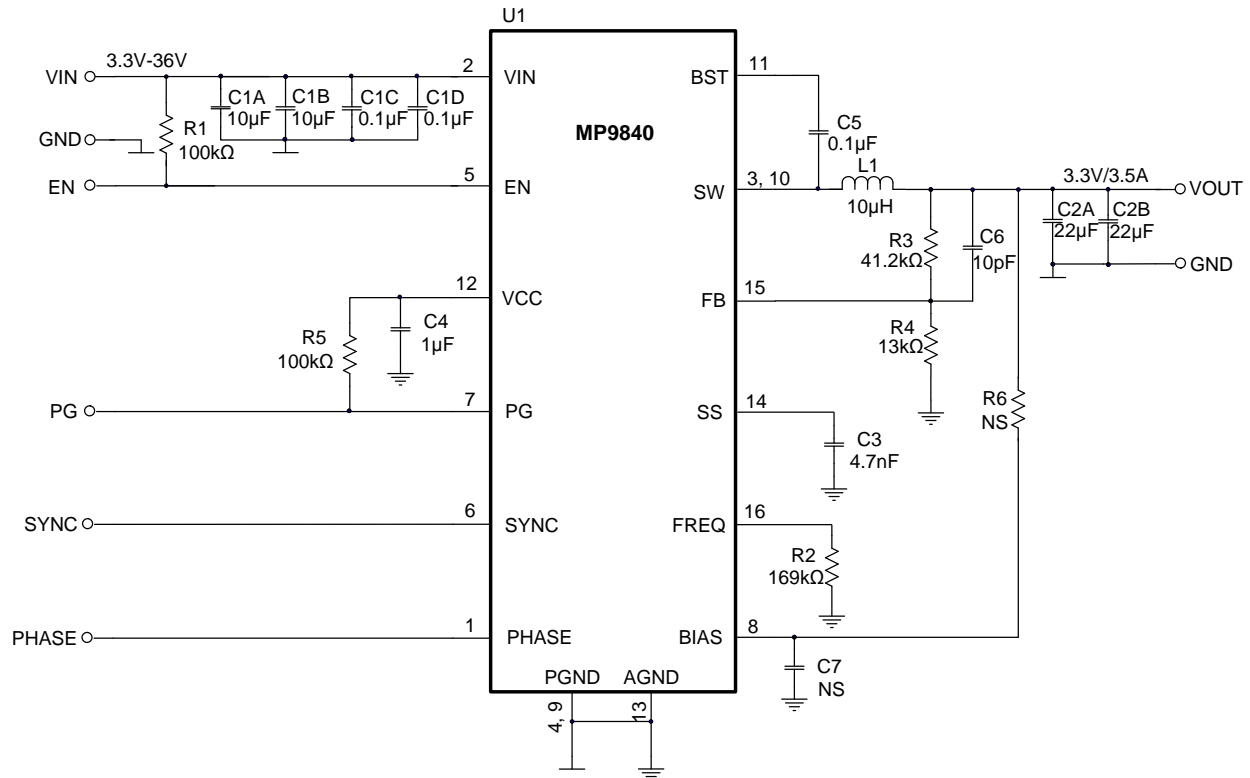 U1
3.3V-36V
VIN
2
VIN
C1A
10µF
C1B
10µF
C1C
0.1µF
C1D
0.1µF
R1
100kΩ
GND
EN
5
EN
MP9840
11
BST
C5
0.1µF
3, 10
SW
L1
10µH
3.3V/3.5A
VOUT
C2A
22µF
C2B
22µF
GND
R3
41.2kΩ
C6
10pF
12
VCC
C4
1µF
R5
100kΩ
15
FB
R4
13kΩ
PG
7
PG
14
SS
C3
4.7nF
R6
NS
SYNC
6
SYNC
16
FREQ
R2
169kΩ
PHASE
1
PHASE
8
BIAS
C7
NS
PGND
AGND
4, 9
13